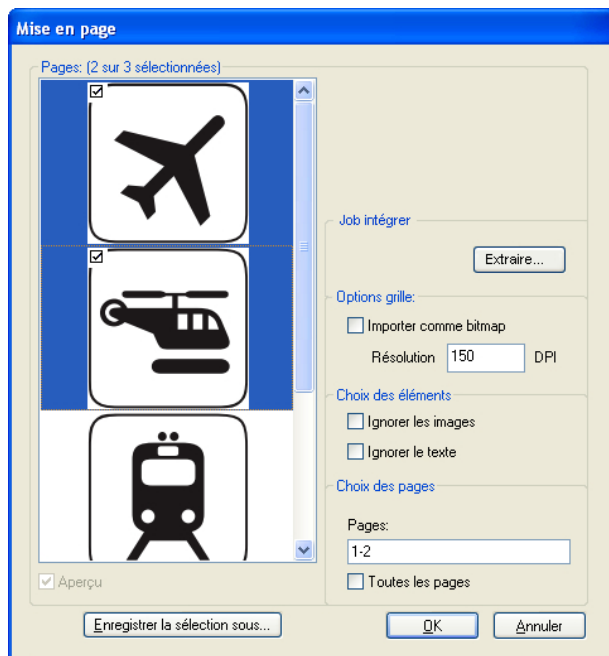 Mise en page
Pages: (2 sur 3 sélectionnées)
Job intégrer
Extraire...
Options grille:
Importer comme bitmap
Résolution 150 DPI
Choix des éléments
Ignorer les images
Ignorer le texte
Choix des pages
Pages:
1-2
Toutes les pages
Aperçu
Enregistrer la sélection sous...
OK
Annuler